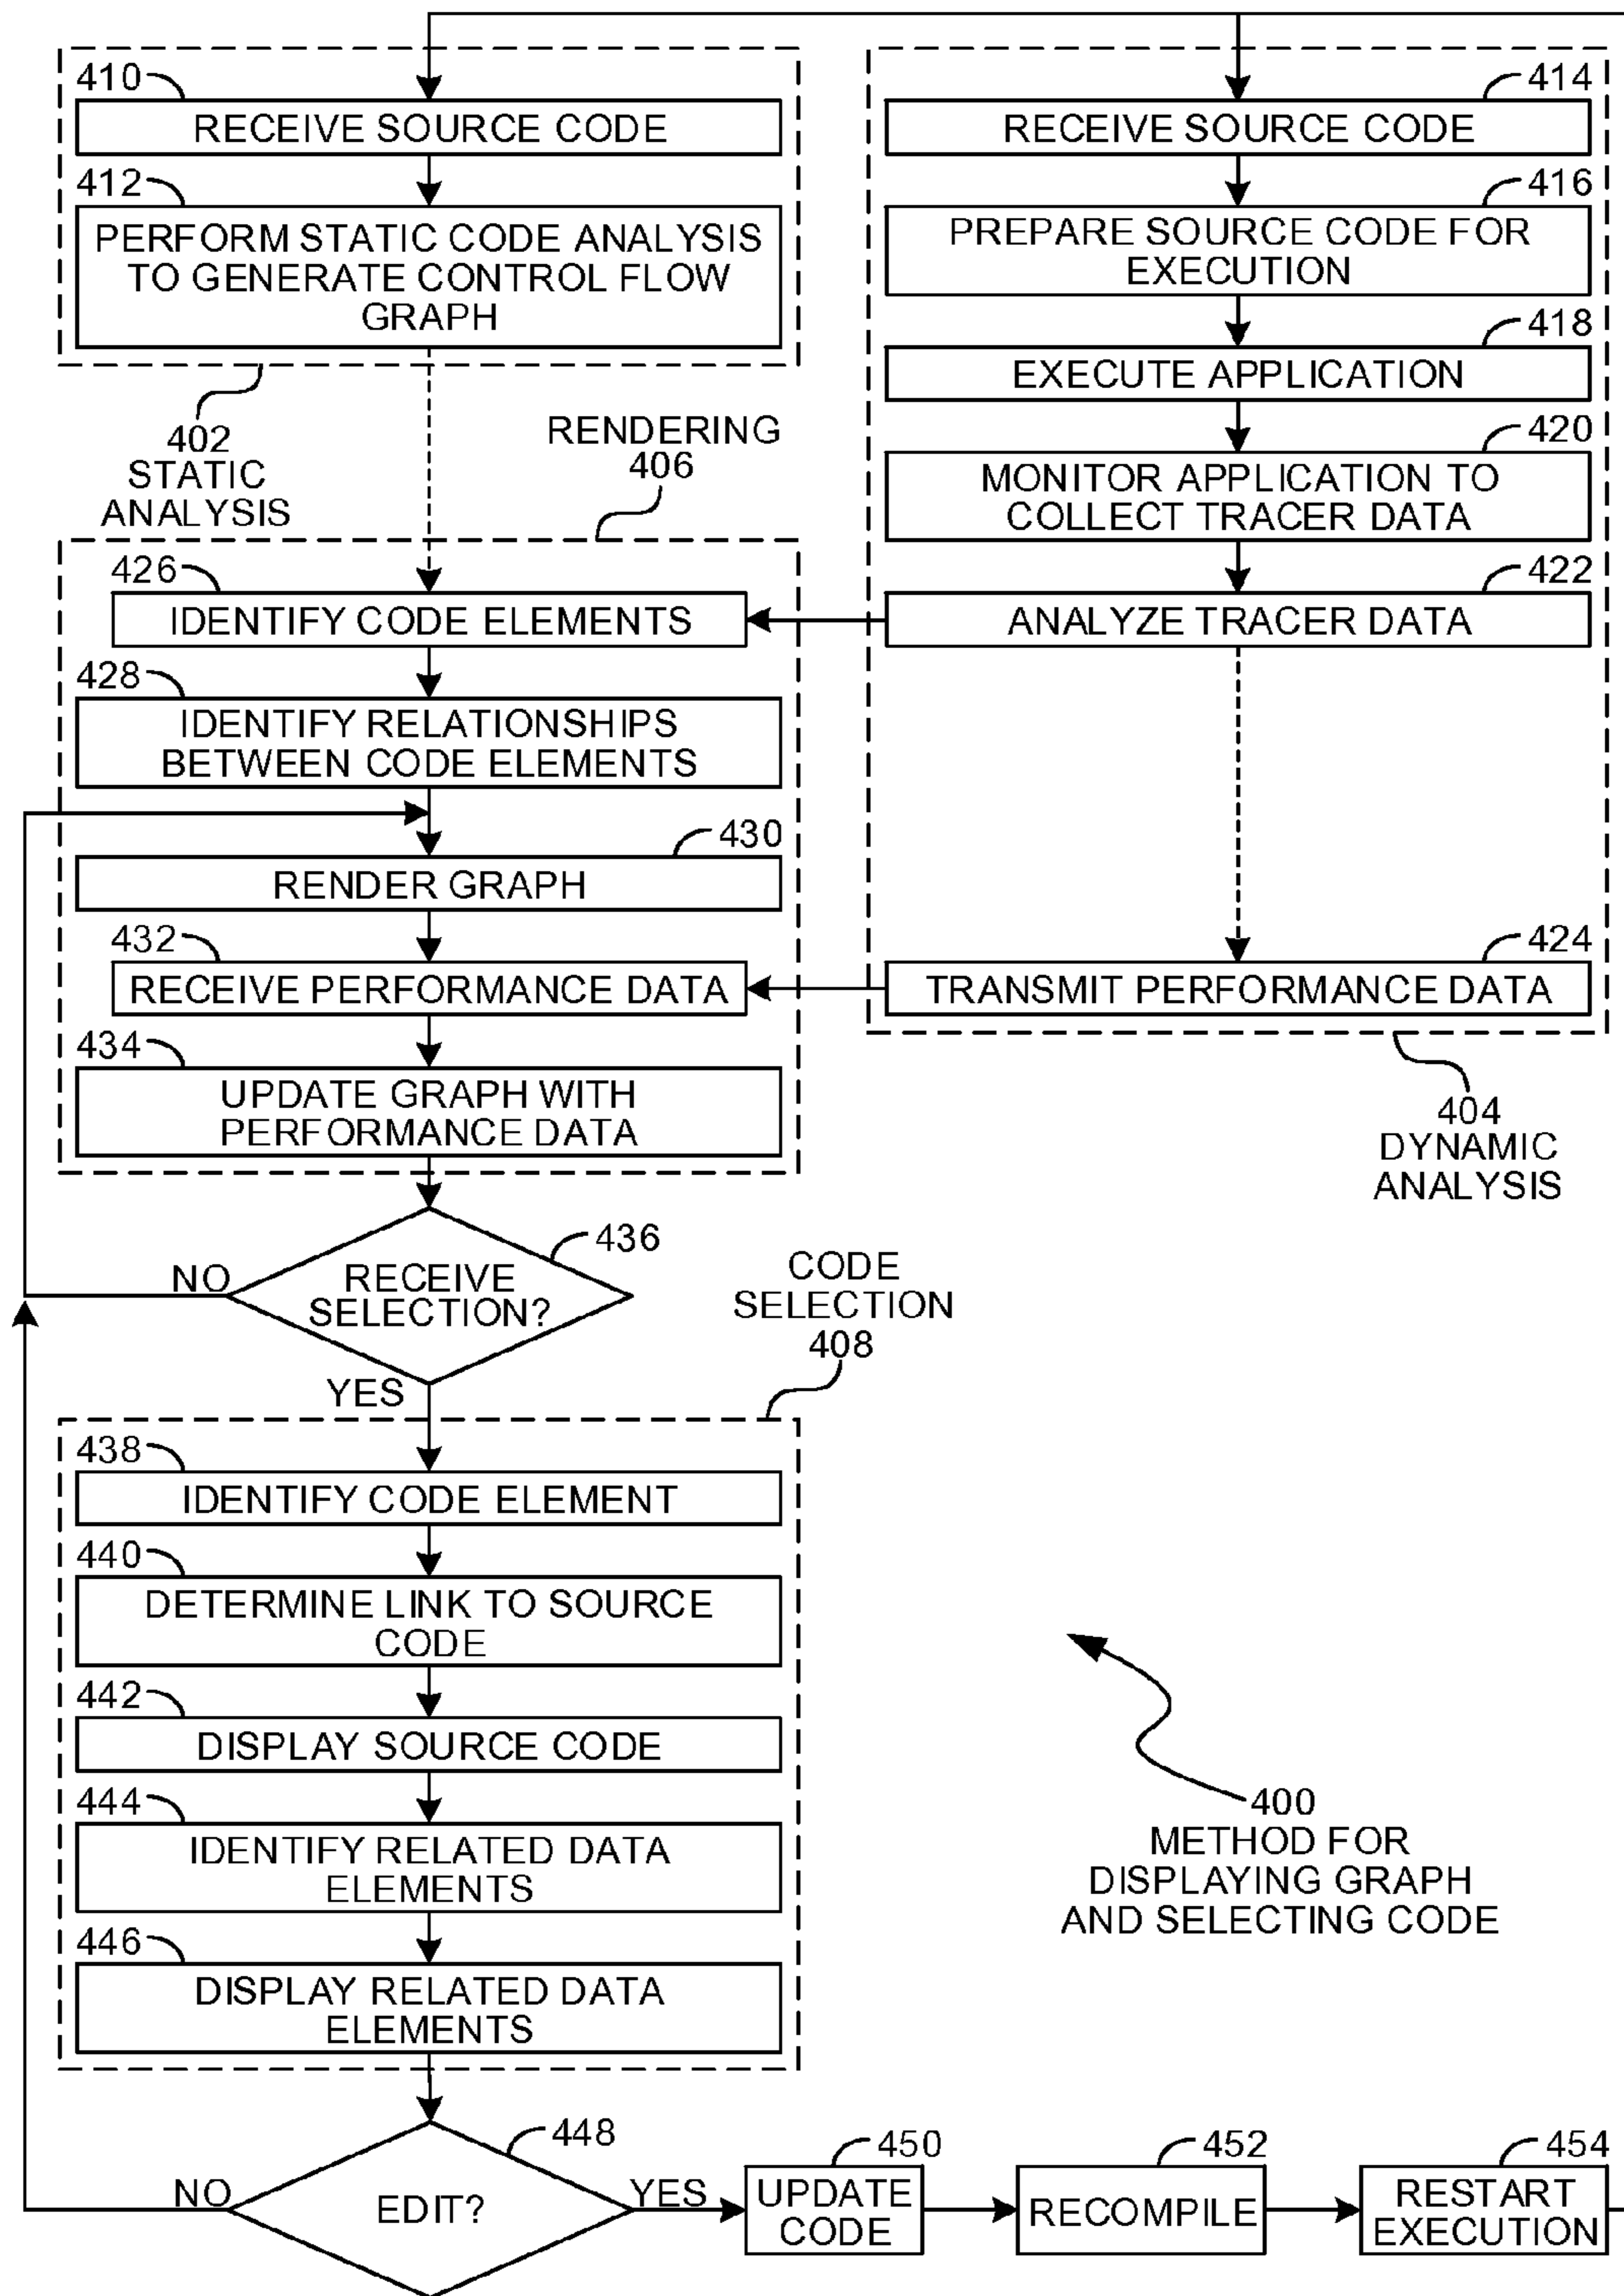 410
RECEIVE SOURCE CODE
412
PERFORM STATIC CODE ANALYSIS
TO GENERATE CONTROL FLOW
GRAPH
402
STATIC
ANALYSIS
414
RECEIVE SOURCE CODE
416
PREPARE SOURCE CODE FOR
EXECUTION
418
EXECUTE APPLICATION
420
MONITOR APPLICATION TO
COLLECT TRACER DATA
422
ANALYZE TRACER DATA
424
TRANSMIT PERFORMANCE DATA
404
DYNAMIC
ANALYSIS
RENDERING
406
426
IDENTIFY CODE ELEMENTS
428
IDENTIFY RELATIONSHIPS
BETWEEN CODE ELEMENTS
430
RENDER GRAPH
432
RECEIVE PERFORMANCE DATA
434
UPDATE GRAPH WITH
PERFORMANCE DATA
436
RECEIVE
SELECTION?
NO
YES
CODE
SELECTION
408
438
IDENTIFY CODE ELEMENT
440
DETERMINE LINK TO SOURCE
CODE
442
DISPLAY SOURCE CODE
444
IDENTIFY RELATED DATA
ELEMENTS
446
DISPLAY RELATED DATA
ELEMENTS
400
METHOD FOR
DISPLAYING GRAPH
AND SELECTING CODE
448
EDIT?
NO
YES
450
UPDATE
CODE
452
RECOMPILE
454
RESTART
EXECUTION